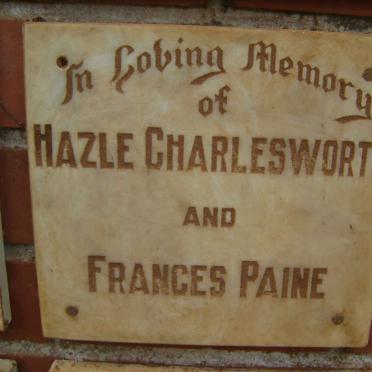 In Loving Memory
of
HAZLE CHARLESWORT
AND
FRANCES PAINE